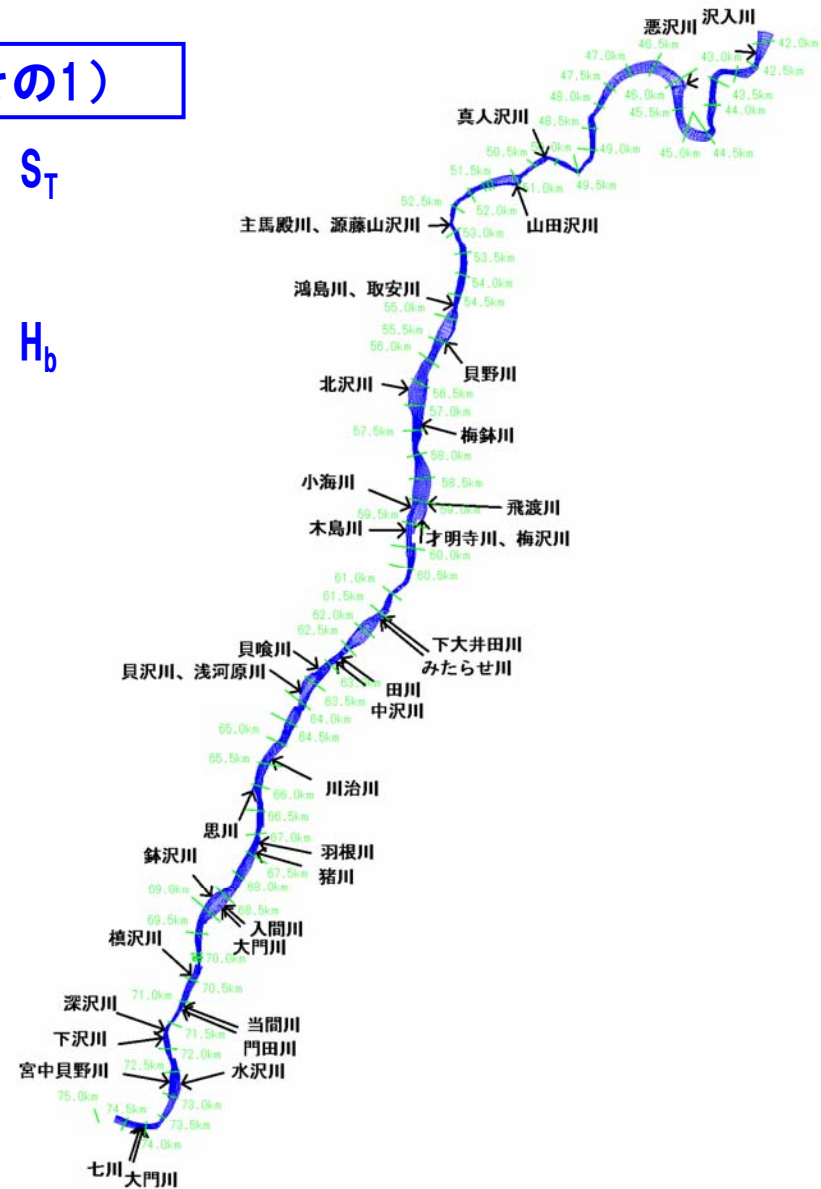 の1）
S_T
H_b
悪沢川
沢入川
46.5km
43.0km
42.0km
47.0km
42.5km
47.5km
46.0km
43.5km
48.0km
45.5km
44.0km
真人沢川
48.5km
45.0km
44.5km
50.5km
49.0km
51.5km
51.0km
49.5km
52.5km
52.0km
山田沢川
主馬殿川、源藤山沢川
53.0km
53.5km
鴻島川、取安川
54.0km
54.5km
55.0km
55.5km
56.0km
貝野川
北沢川
56.5km
57.0km
57.5km
梅鉢川
58.0km
小海川
58.5km
59.0km
飛渡川
59.5km
木島川
才明寺川、梅沢川
60.0km
60.5km
61.0km
61.5km
62.0km
62.5km
下大井田川
みたらせ川
貝喰川
貝沢川、浅河原川
田川
中沢川
63.5km
64.0km
65.0km
64.5km
65.5km
川治川
66.0km
思川
66.5km
67.0km
羽根川
猪川
67.5km
鉢沢川
68.0km
69.0km
68.5km
69.5km
入間川
大門川
樽沢川
70.0km
70.5km
71.0km
深沢川
当間川
下沢川
71.5km
門田川
72.0km
宮中貝野川
72.5km
水沢川
75.0km
73.0km
74.5km
73.5km
74.0km
七川
大門川